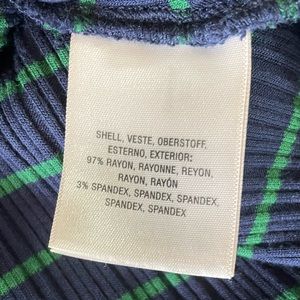 SHELL, VESTE, OBERSTOFF,
ESTERNO, EXTERIOR:
97% RAYON, RAYONNE, REYON,
RAYON, RAYÓN
3% SPANDEX, SPANDEX, SPANDEX,
SPANDEX, SPANDEX